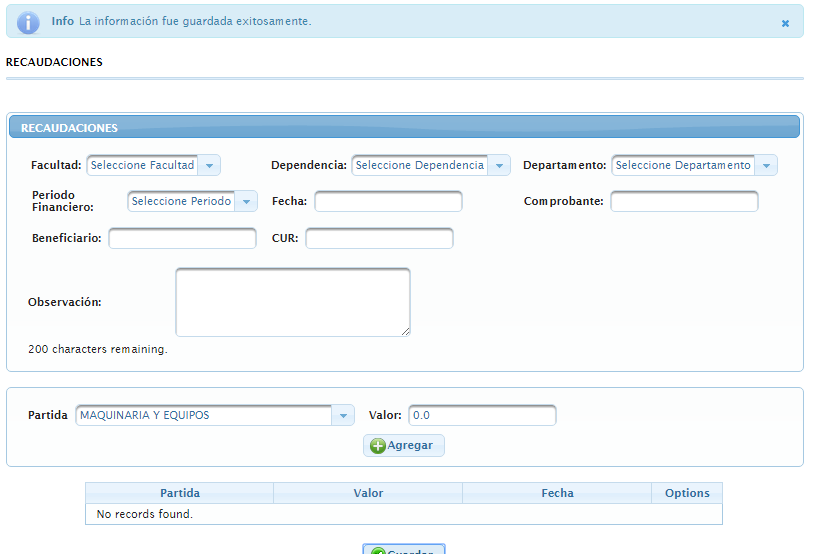 Info La información fue guardada exitosamente.
RECAUDACIONES
RECAUDACIONES
Facultad: Seleccione Facultad Dependencia: Seleccione Dependencia Departamento: Seleccione Departamento
Periodo
Financiero: Seleccione Periodo Fecha: Comprobante:
Beneficiario: CUR:
Observación:
200 characters remaining.
Partida MAQUINARIA Y EQUIPOS Valor: 0.0
Agregar
Partida Valor Fecha Options
No records found.
Guardar